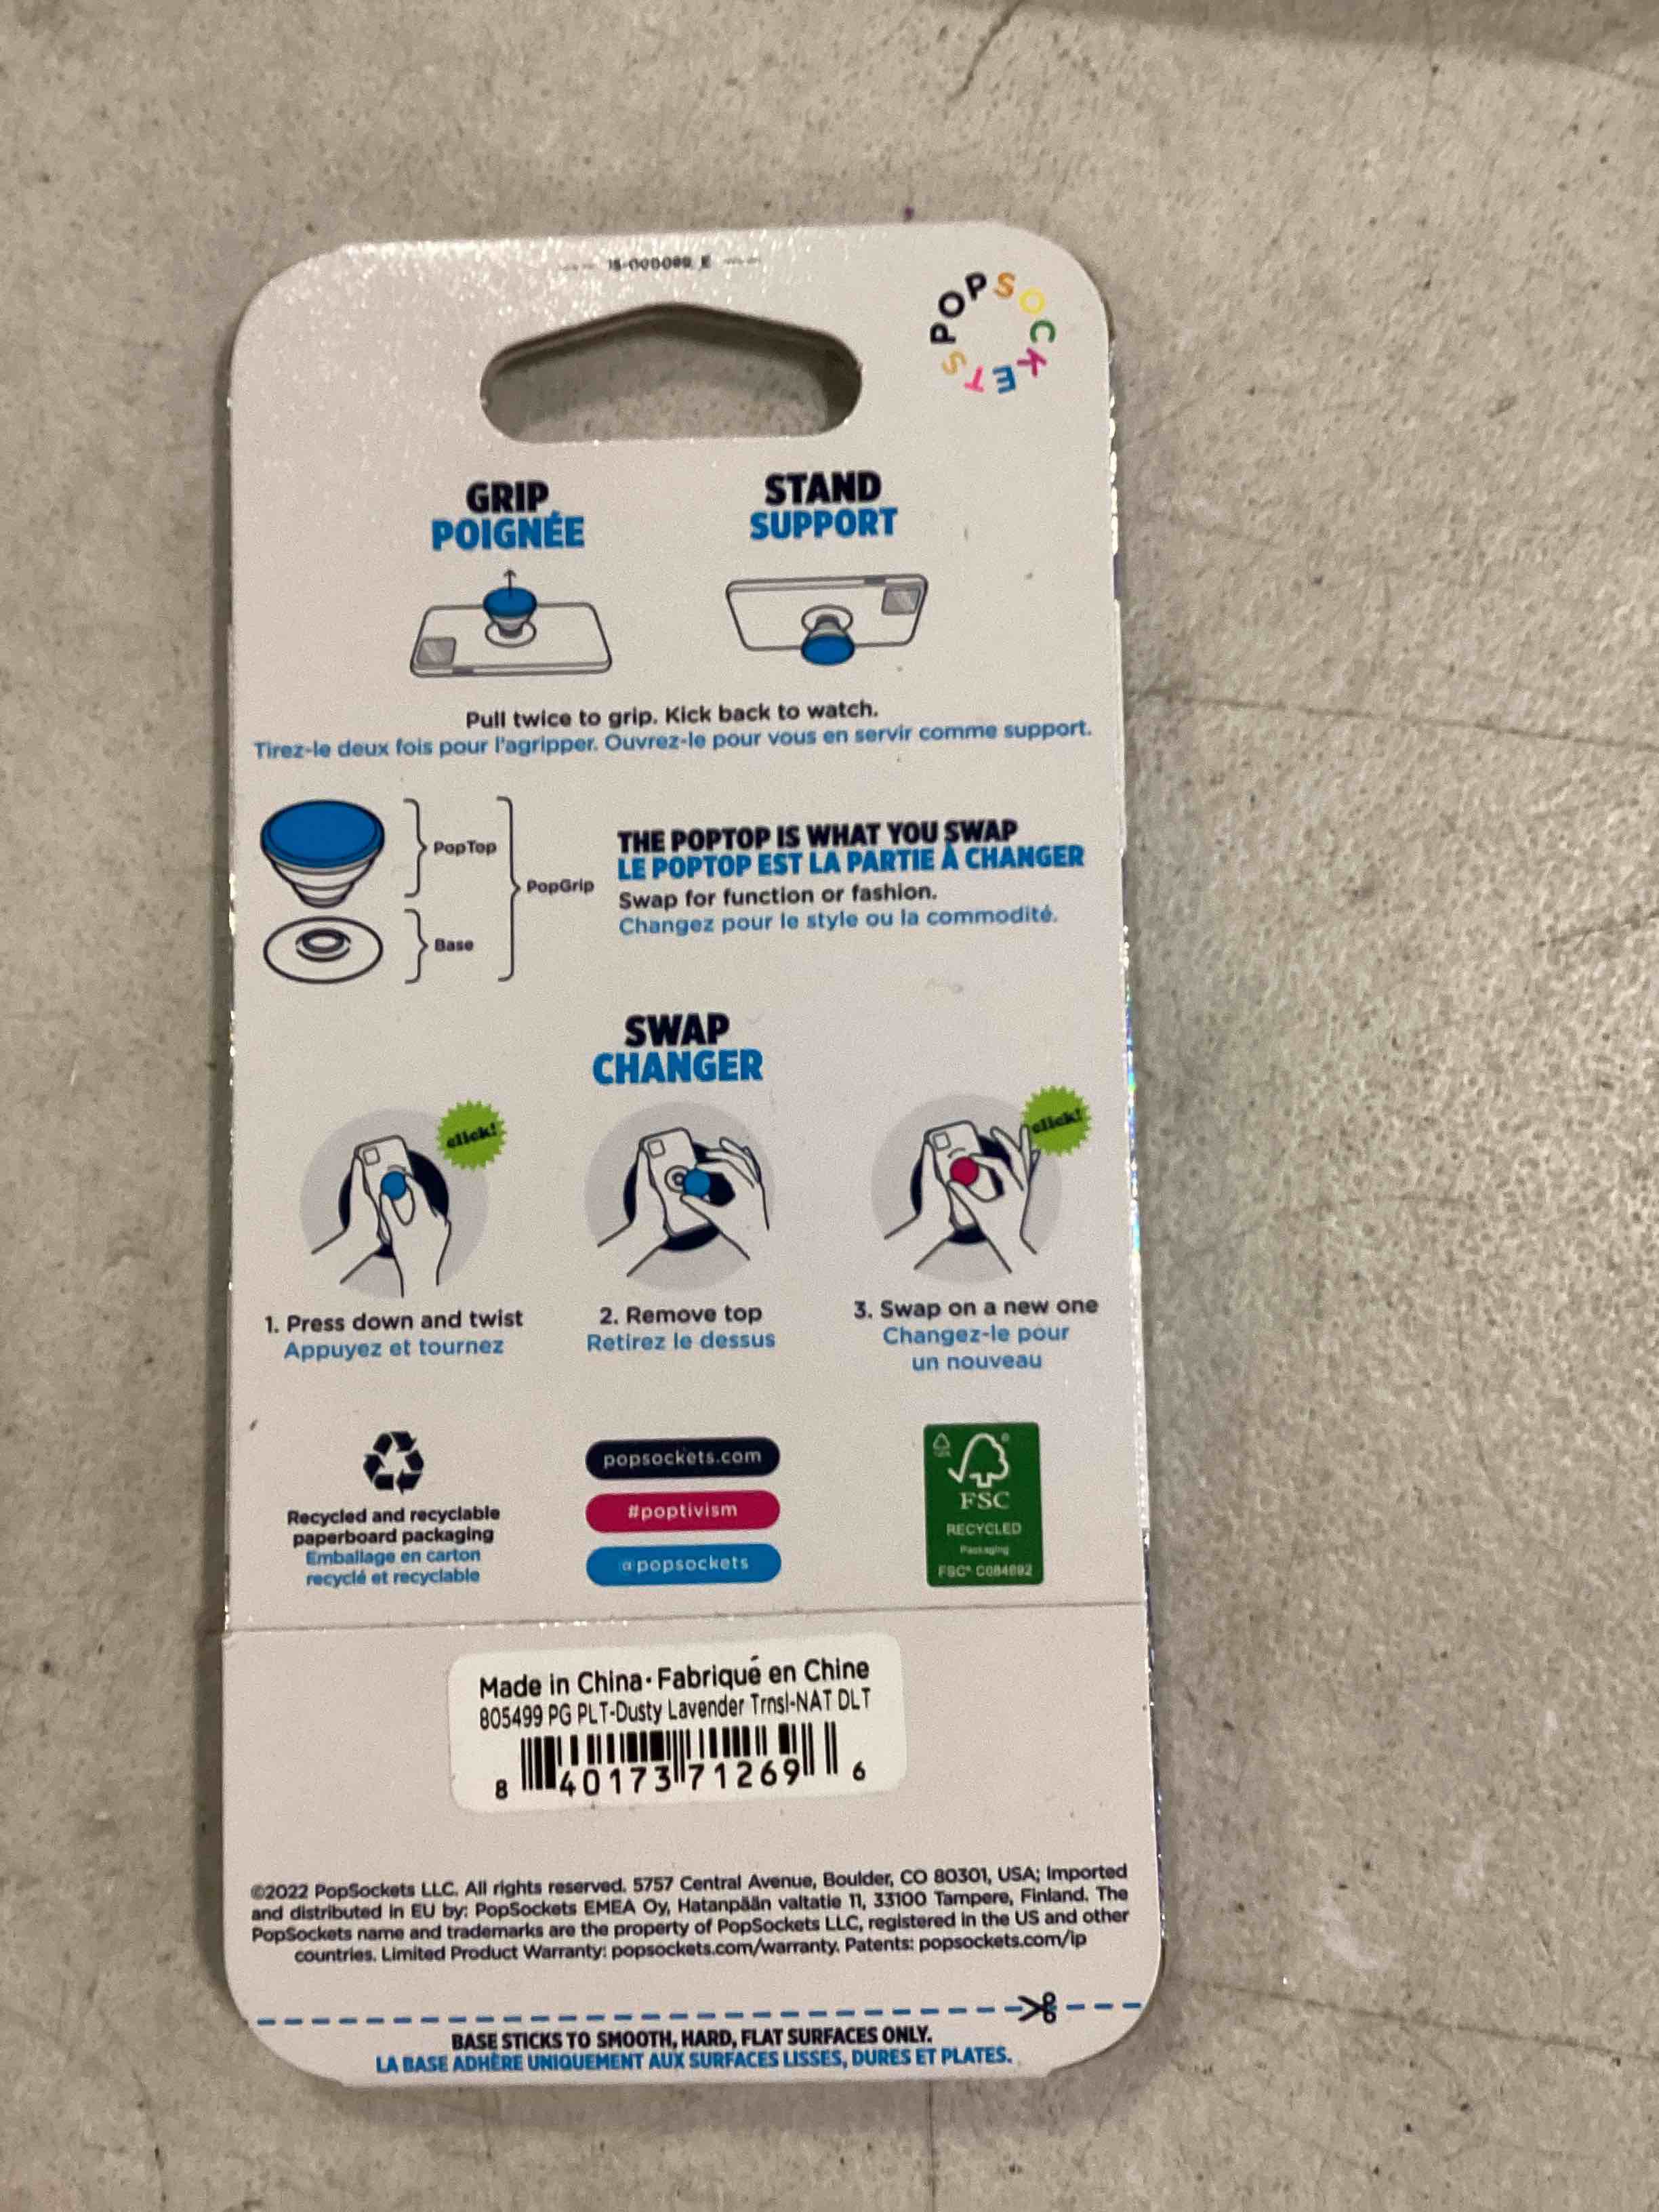 POPSOCKETS
GRIP
POIGNÉE
STAND
SUPPORT
Pull twice to grip. Kick back to watch.
Tirez-le deux fois pour l'agripper. Ouvrez-le pour vous en servir comme support.
PopTop
PopGrip
Base
THE POPTOP IS WHAT YOU SWAP
LE POPTOP EST LA PARTIE À CHANGER
Swap for function or fashion.
Changez pour le style ou la commodité.
SWAP
CHANGER
click!
click!
1. Press down and twist
Appuyez et tournez
2. Remove top
Retirez le dessus
3. Swap on a new one
Changez-le pour
un nouveau
Recycled and recyclable
paperboard packaging
Emballage en carton
recyclé et recyclable
popsockets.com
#poptivism
@popsockets
FSC
RECYCLED
Packaging
FSC® C084692
Made in China · Fabriqué en Chine
805499 PG PLT-Dusty Lavender Trnsl-NAT DLT
8 40173 71269 6
©2022 PopSockets LLC. All rights reserved. 5757 Central Avenue, Boulder, CO 80301, USA; Imported
and distributed in EU by: PopSockets EMEA Oy, Hatanpään valtatie 11, 33100 Tampere, Finland. The
PopSockets name and trademarks are the property of PopSockets LLC, registered in the US and other
countries. Limited Product Warranty: popsockets.com/warranty. Patents: popsockets.com/ip
BASE STICKS TO SMOOTH, HARD, FLAT SURFACES ONLY.
LA BASE ADHÈRE UNIQUEMENT AUX SURFACES LISSES, DURES ET PLATES.